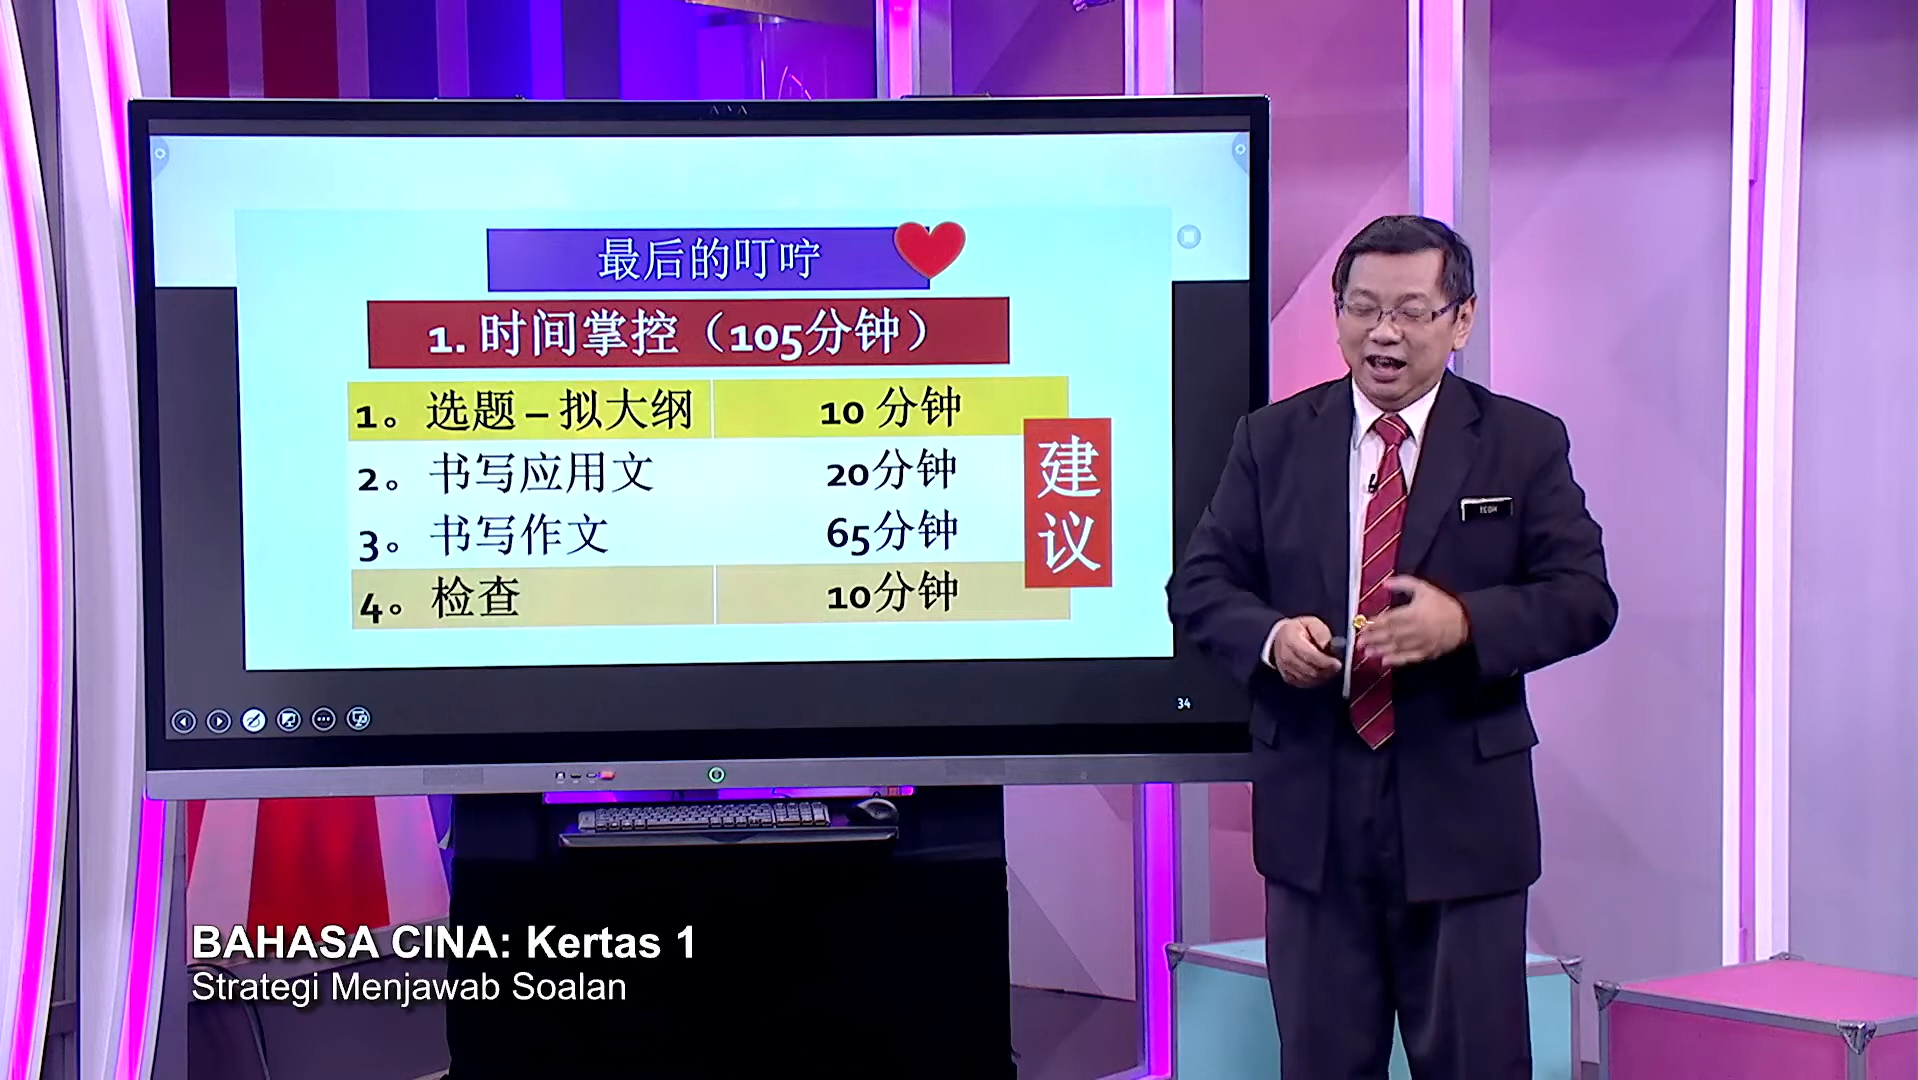 最后的叮咛
1. 时间掌控（105分钟）
1。选题 – 拟大纲 10 分钟
2。书写应用文 20分钟
3。书写作文 65分钟
4。检查 10分钟
建议
34
YEOH
BAHASA CINA: Kertas 1
Strategi Menjawab Soalan